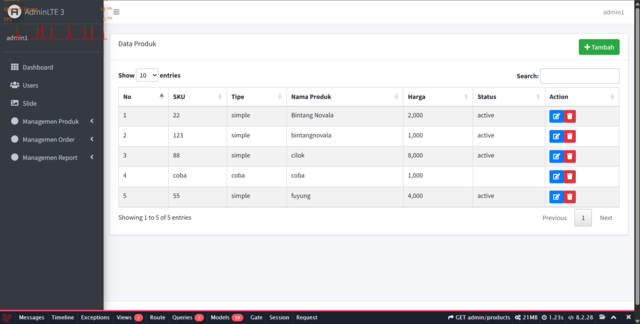 AdminLTE 3
admin1
admin1
Dashboard
Users
Slide
Managemen Produk
Managemen Order
Managemen Report
Data Produk
Tambah
Show 10 entries
Search:
No SKU Tipe Nama Produk Harga Status Action
1 22 simple Bintang Novala 2,000 active
2 123 simple bintangnovala 1,000 active
3 88 simple cilok 8,000 active
4 coba coba coba 1,000
5 55 simple fuyung 4,000 active
Showing 1 to 5 of 5 entries
Previous 1 Next
Messages Timeline Exceptions Views Route Queries Models Gate Session Request GET admin/products 21MB 1.23s 8.2.28